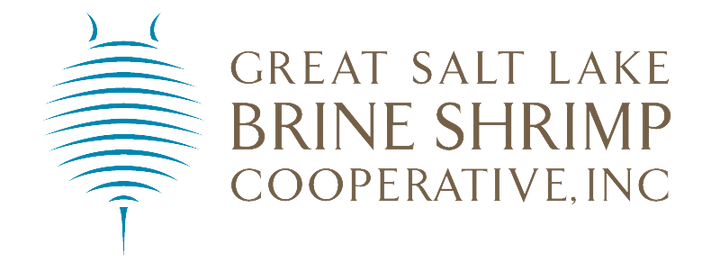 GREAT SALT LAKE
BRINE SHRIMP
COOPERATIVE, INC